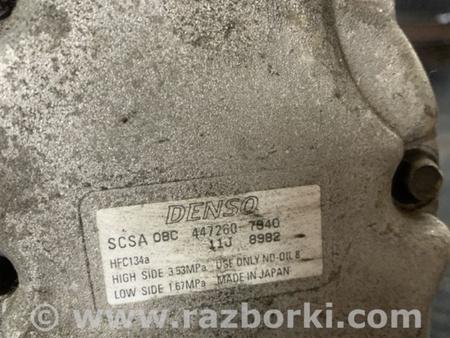 DENSO
SCSA 08C 447260-7840
11J 8982
HFC134a
HIGH SIDE 3.53MPa USE ONLY ND-OIL 8
LOW SIDE 1.67MPa MADE IN JAPAN
© www.razborki.com